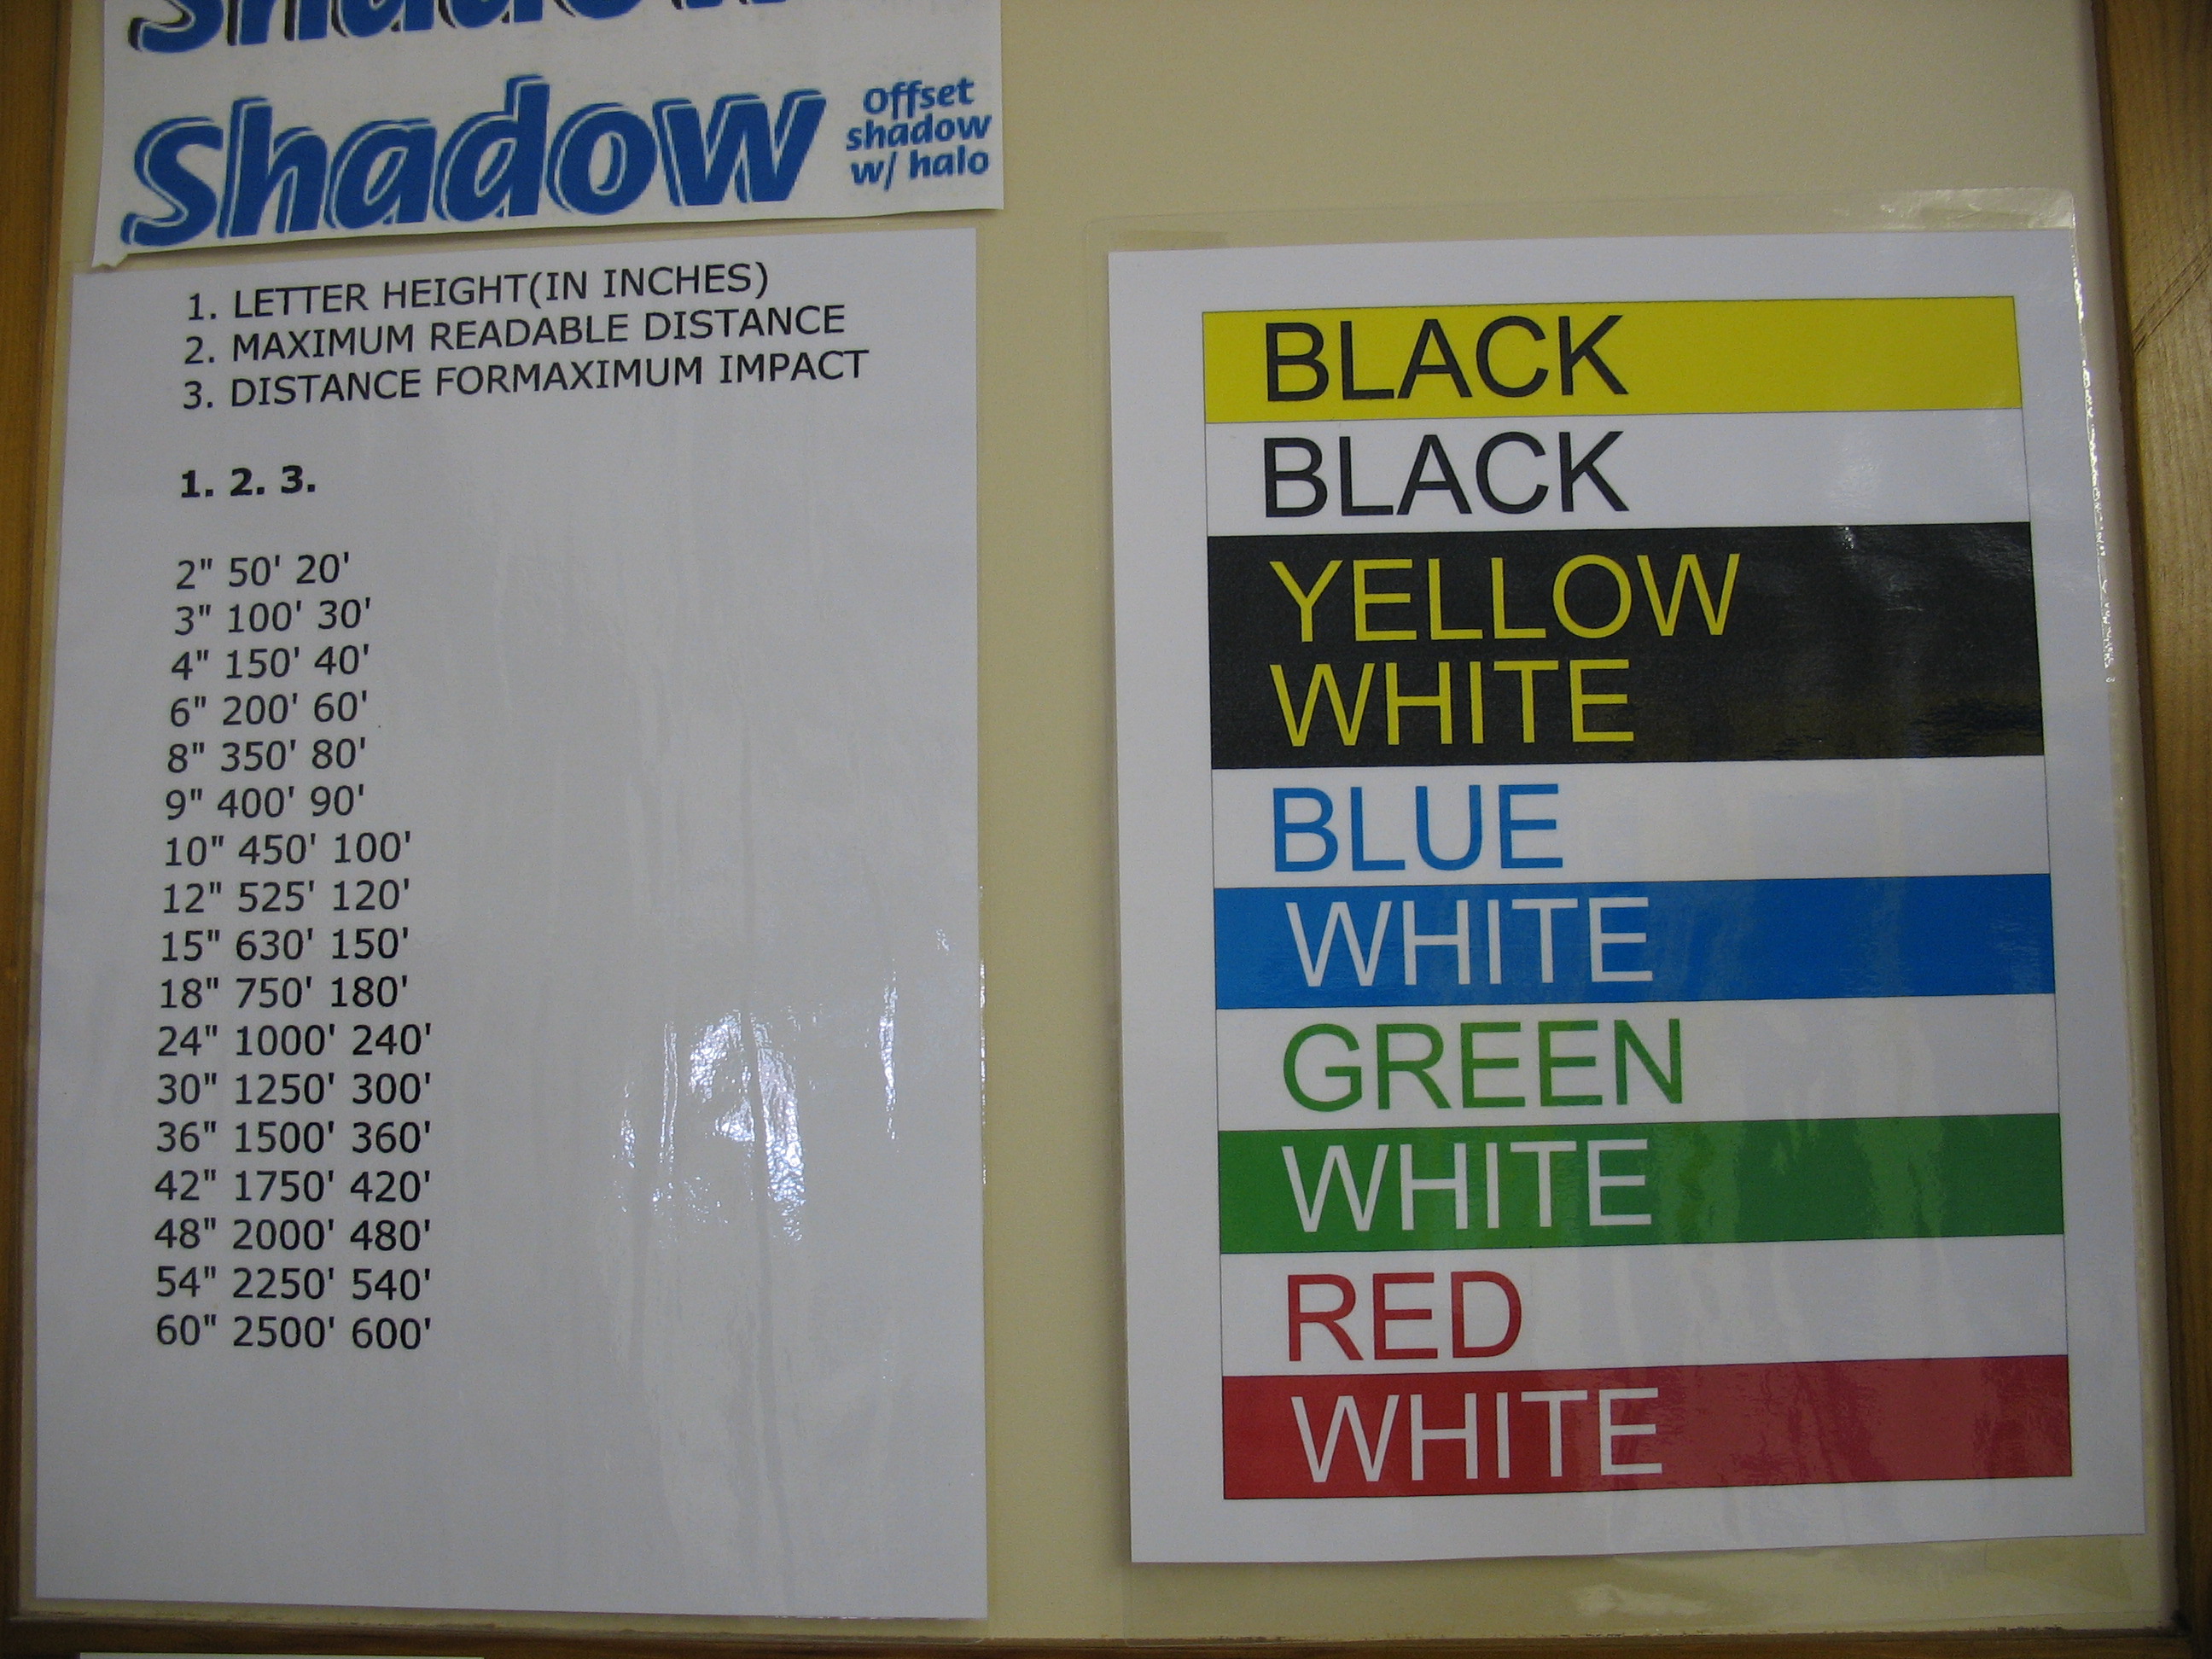 Shadow
Shadow
Offset
shadow
w/ halo
1. LETTER HEIGHT(IN INCHES)
2. MAXIMUM READABLE DISTANCE
3. DISTANCE FORMAXIMUM IMPACT
1. 2. 3.
2" 50' 20'
3" 100' 30'
4" 150' 40'
6" 200' 60'
8" 350' 80'
9" 400' 90'
10" 450' 100'
12" 525' 120'
15" 630' 150'
18" 750' 180'
24" 1000' 240'
30" 1250' 300'
36" 1500' 360'
42" 1750' 420'
48" 2000' 480'
54" 2250' 540'
60" 2500' 600'
BLACK
BLACK
YELLOW
WHITE
BLUE
WHITE
GREEN
WHITE
RED
WHITE